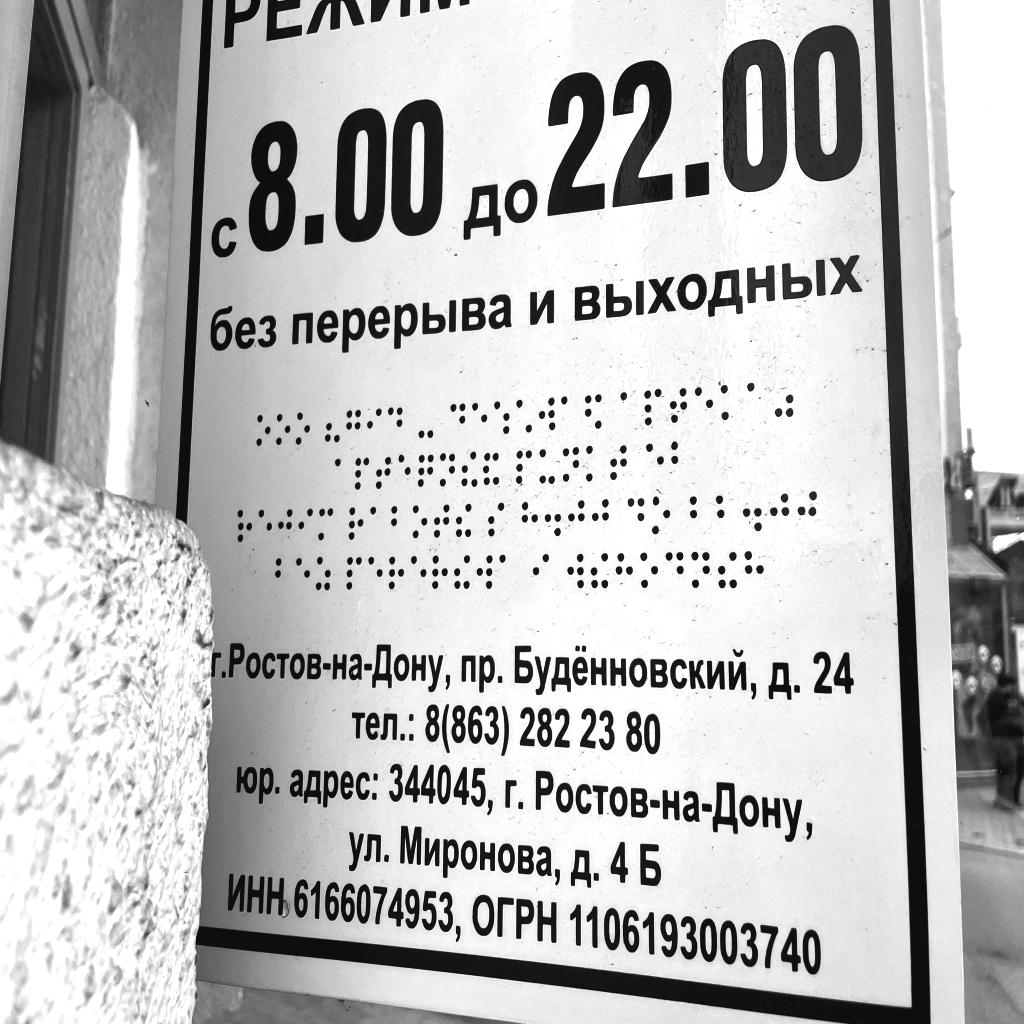 РЕЖИМ
с 8.00 до 22.00
без перерыва и выходных
г.Ростов-на-Дону, пр. Будённовский, д. 24
тел.: 8(863) 282 23 80
юр. адрес: 344045, г. Ростов-на-Дону,
ул. Миронова, д. 4 Б
ИНН 6166074953, ОГРН 1106193003740